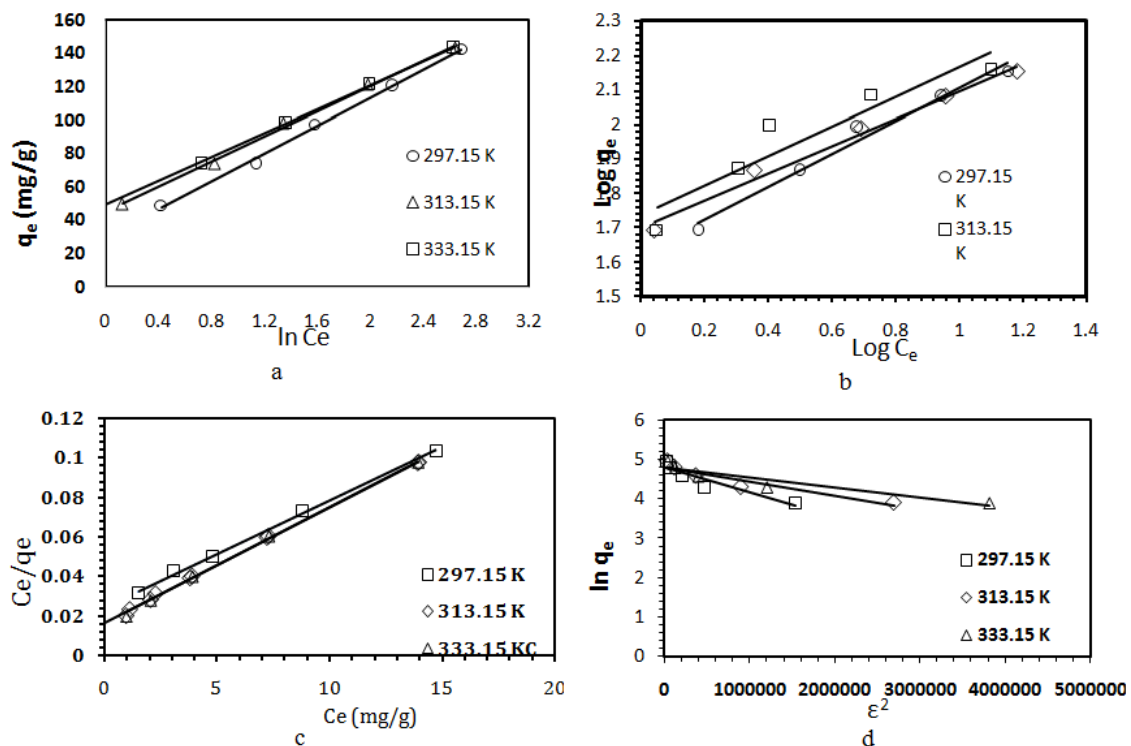 160
140
120
100
80
60
40
20
0
qe (mg/g)
297.15 K
313.15 K
333.15 K
0 0.4 0.8 1.2 1.6 2 2.4 2.8 3.2
ln Ce
a
2.3
2.2
2.1
2.0
1.9
1.8
1.7
1.6
1.5
Log qe
297.15
K
313.15
K
0 0.2 0.4 0.6 0.8 1 1.2 1.4
Log Ce
b
0.12
0.1
0.08
0.06
0.04
0.02
0
Ce/qe
297.15 K
313.15 K
333.15 KC
0 5 10 15 20
Ce (mg/g)
c
6
5
4
3
2
1
0
ln qe
297.15 K
313.15 K
333.15 K
0 1000000 2000000 3000000 4000000 5000000
ε²
d